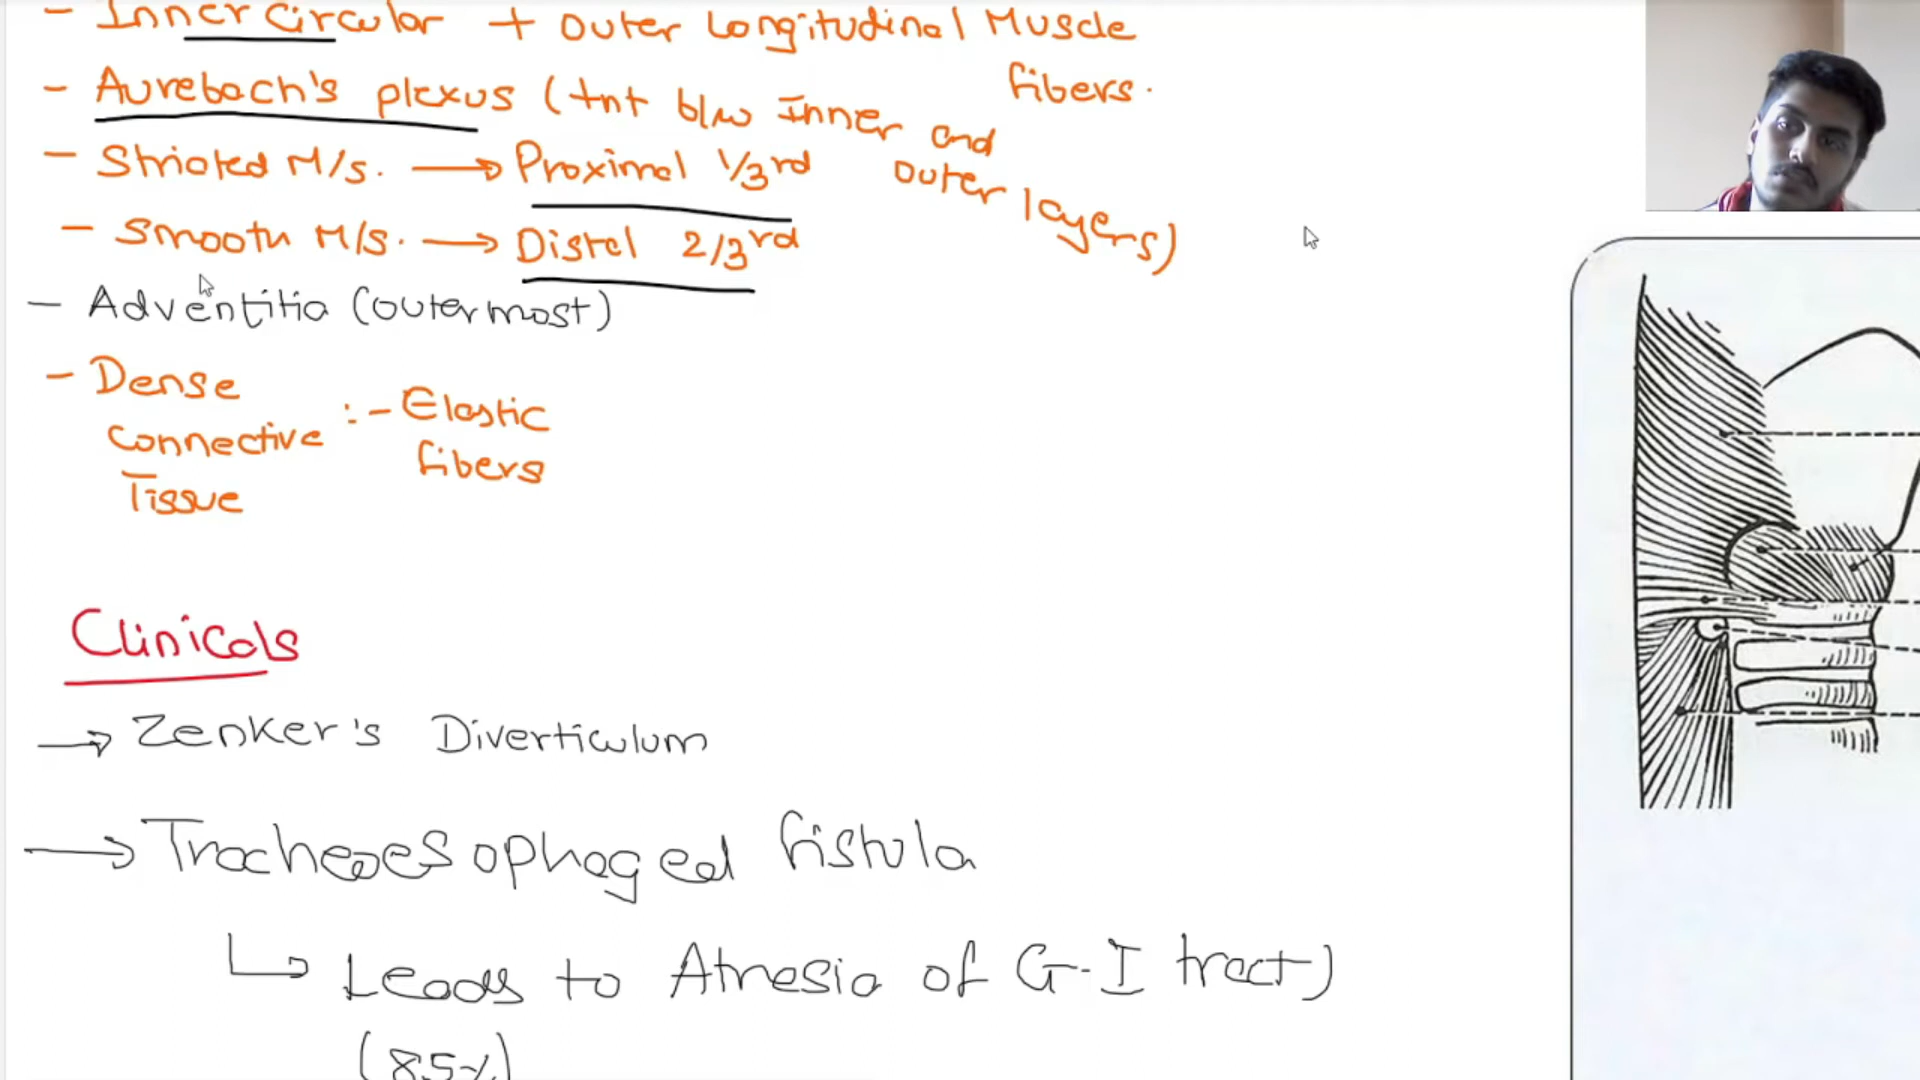 - Inner Circular + Outer Longitudinal Muscle
fibers.
- Aurebach's plexus (tnt b/w Inner and
outer layers)
- Striated M/s. → Proximal 1/3rd
- Smooth M/s. → Distal 2/3rd
- Adventitia (outermost)
- Dense
Connective
Tissue
:- Elastic
fibers
Clinicals
→ Zenker's Diverticulum
→ Tracheoesophageal fistula
↳ Leads to Atresia of G.I tract)
(85%)